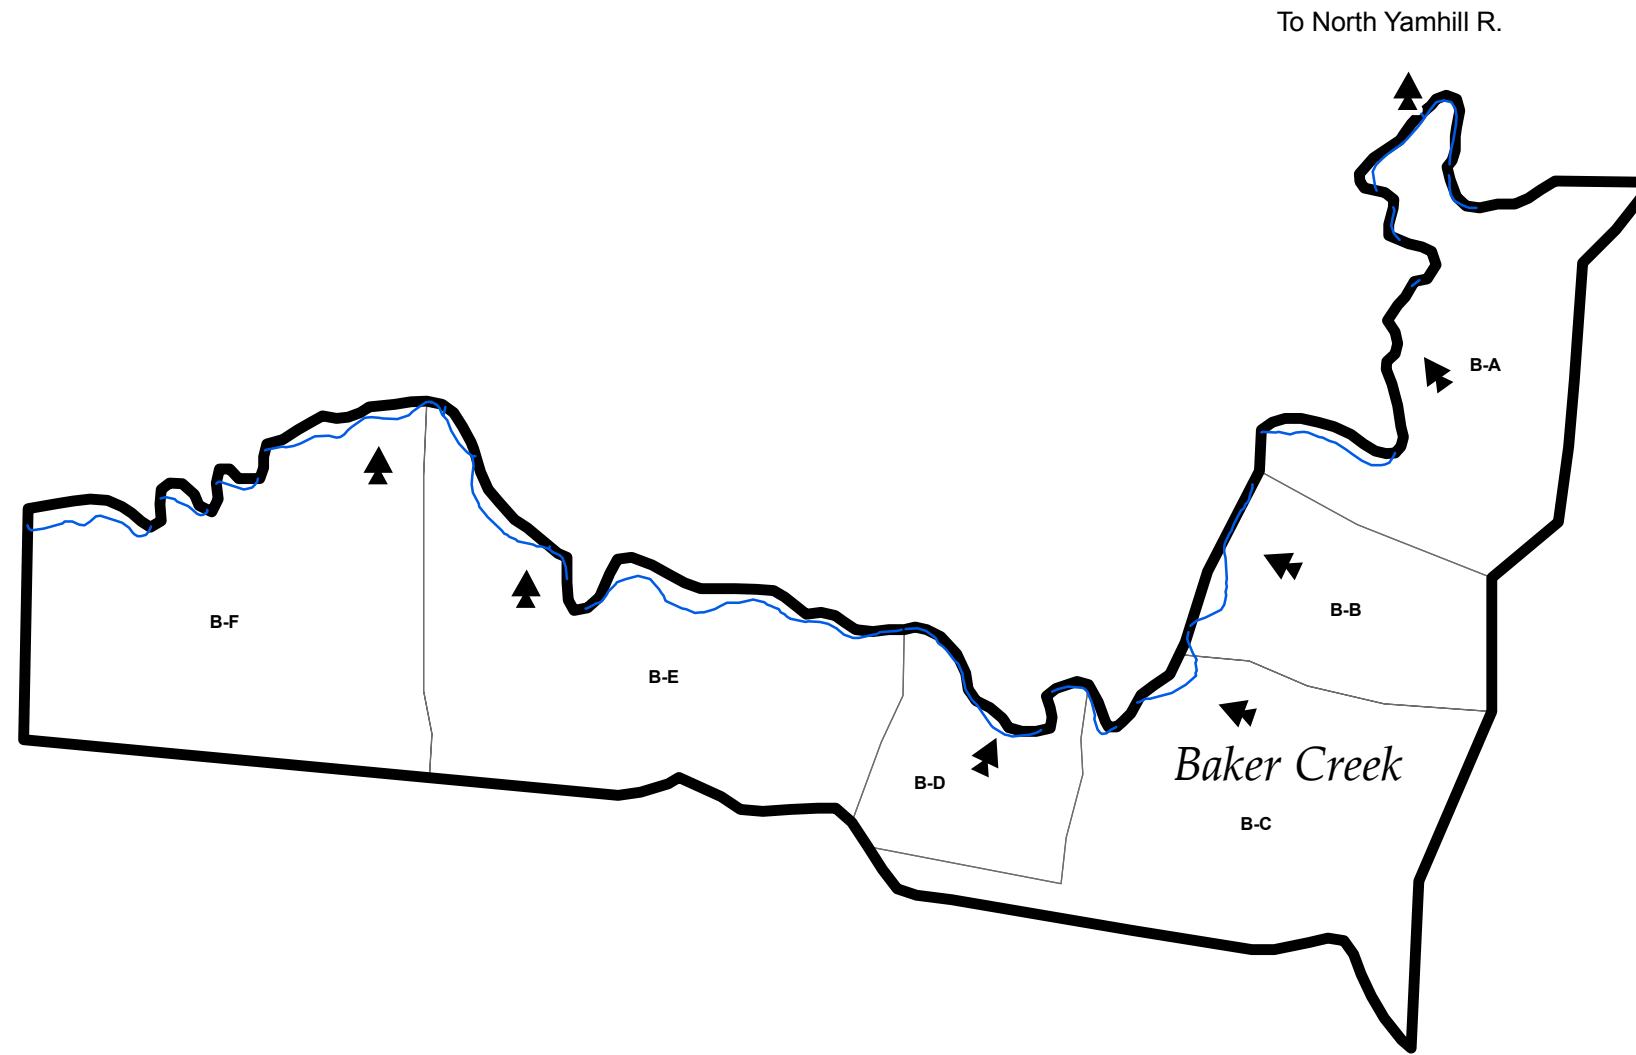 To North Yamhill R.
B-A
B-B
B-F
B-E
Baker Creek
B-D
B-C